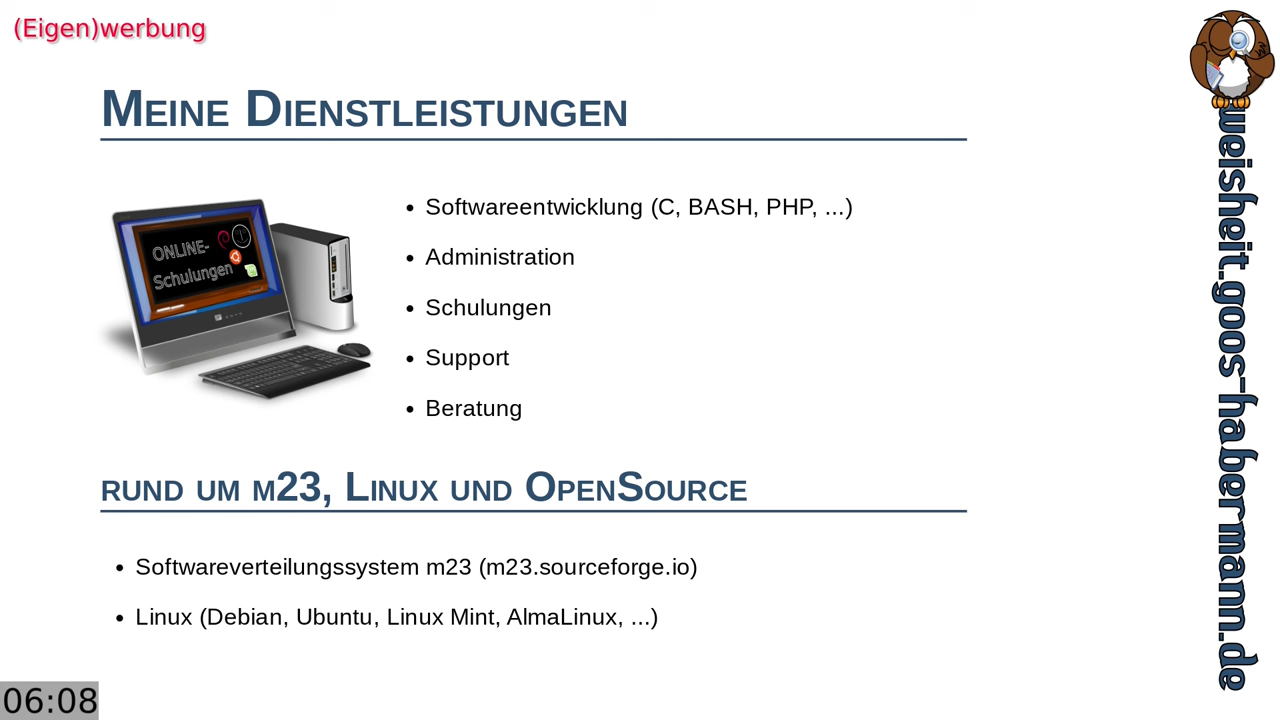 (Eigen)werbung
Meine Dienstleistungen
ONLINE-
Schulungen
• Softwareentwicklung (C, BASH, PHP, ...)
• Administration
• Schulungen
• Support
• Beratung
rund um m23, Linux und OpenSource
• Softwareverteilungssystem m23 (m23.sourceforge.io)
• Linux (Debian, Ubuntu, Linux Mint, AlmaLinux, ...)
weisheit.goos-habermann.de
06:08